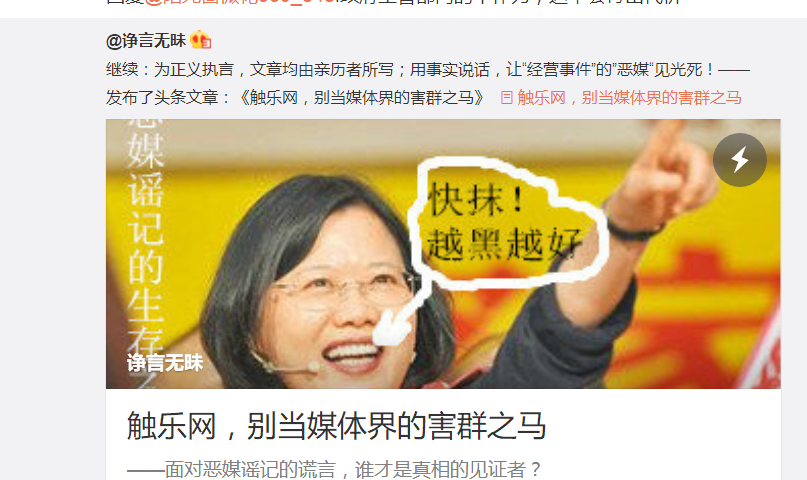 @诤言无昧
继续：为正义执言，文章均由亲历者所写；用事实说话，让“经营事件”的”恶媒“见光死！——
发布了头条文章：《触乐网，别当媒体界的害群之马》 触乐网，别当媒体界的害群之马
恶媒谣记的生存之
快抹！
越黑越好
诤言无昧
触乐网，别当媒体界的害群之马
——面对恶媒谣记的谎言，谁才是真相的见证者？